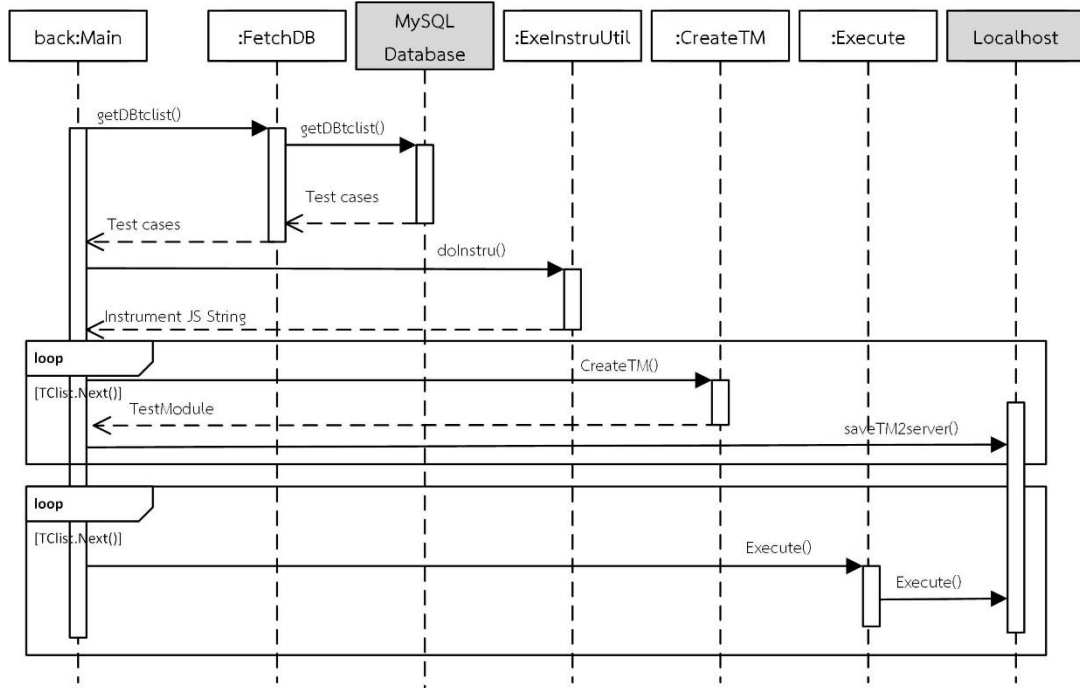 back:Main
:FetchDB
MySQL
Database
:ExeInstruUtil
:CreateTM
:Execute
Localhost
getDBtclist()
getDBtclist()
Test cases
Test cases
doInstru()
Instrument JS String
loop
CreateTM()
[TClist.Next()]
TestModule
saveTM2server()
loop
[TClist.Next()]
Execute()
Execute()